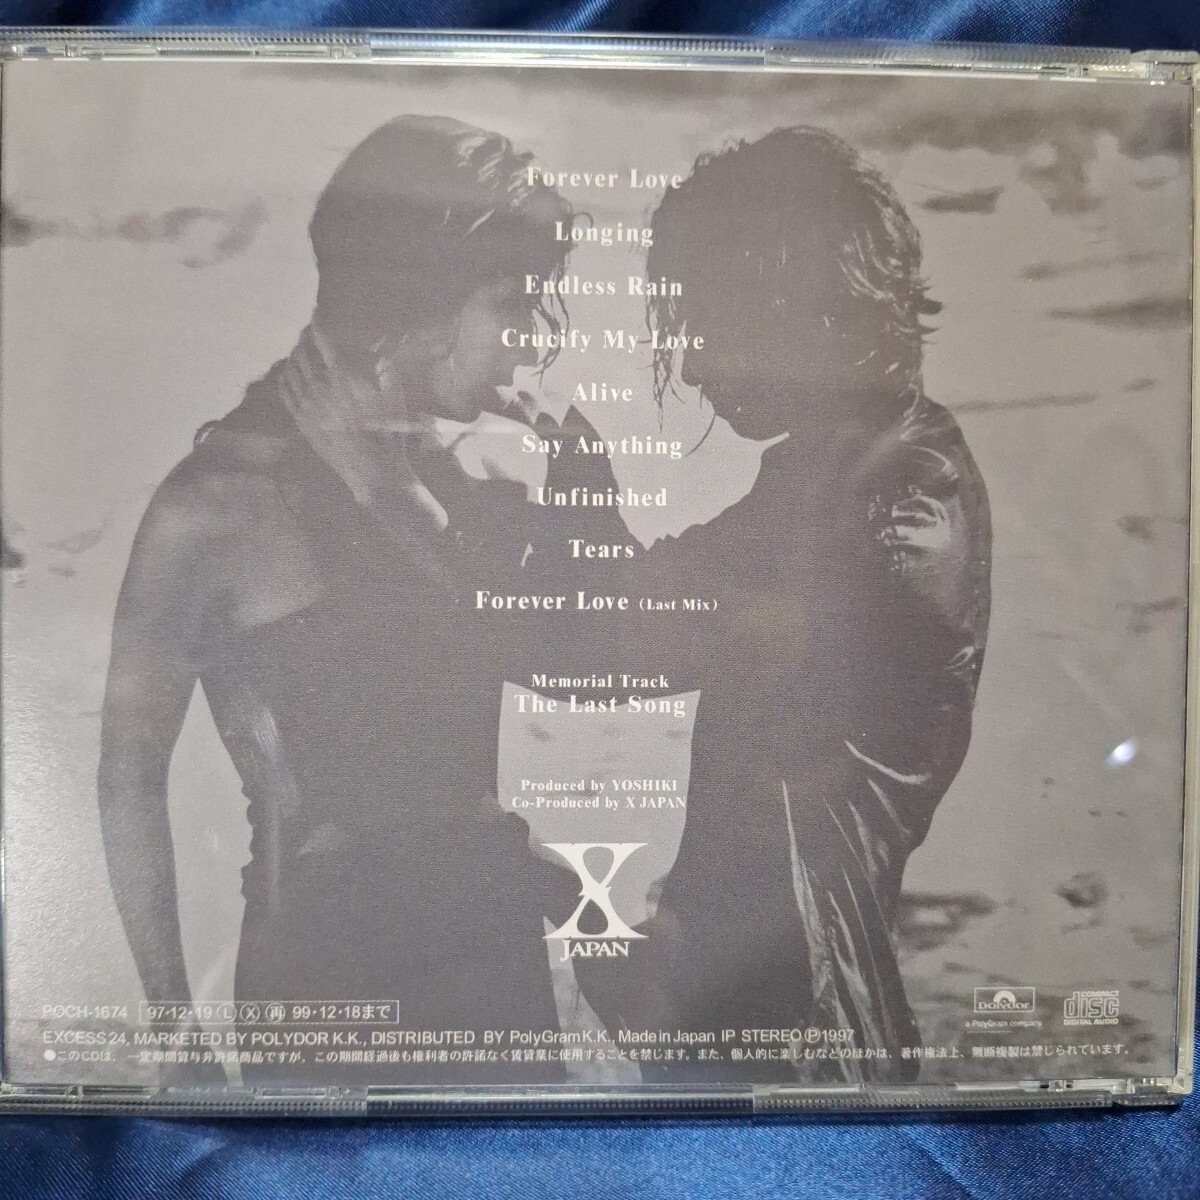 Forever Love
Longing
Endless Rain
Crucify My Love
Alive
Say Anything
Unfinished
Tears
Forever Love (Last Mix)
Memorial Track
The Last Song
Produced by YOSHIKI
Co-Produced by X JAPAN
X
JAPAN
POCH-1674 97·12·19 Ⓛ Ⓧ ㊢ 99·12·18まで
Polydor
a PolyGram company
COMPACT
disc
DIGITAL AUDIO
EXCESS 24, MARKETED BY POLYDOR K.K., DISTRIBUTED BY PolyGram K.K., Made in Japan IP STEREO Ⓟ1997
●このCDは、一定期間貸与非許諾商品ですが、この期間経過後も権利者の許諾なく賃貸業に使用することを禁じます。また、個人的に楽しむなどのほかは、著作権法上、無断複製は禁じられています。